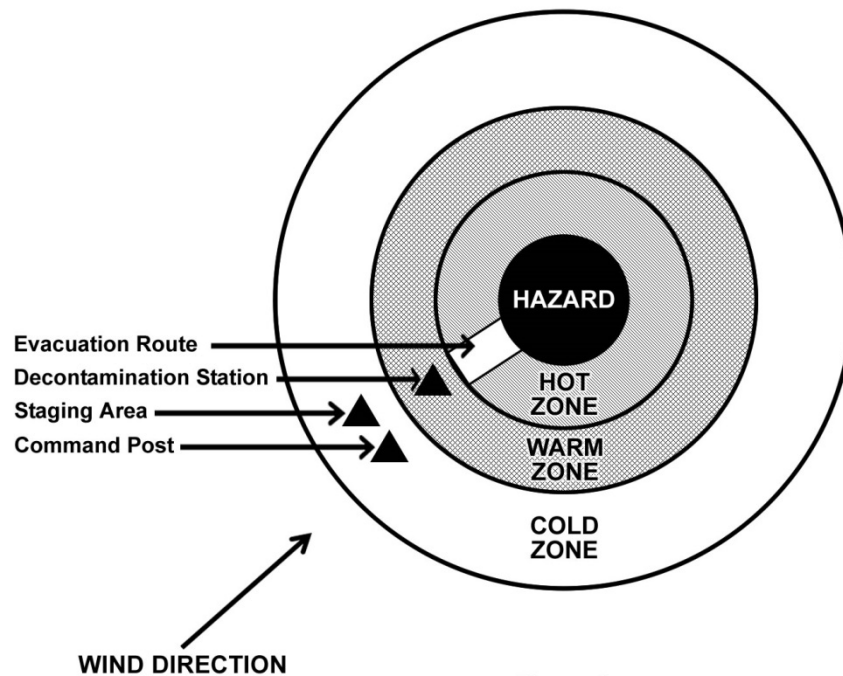 HAZARD
Evacuation Route
Decontamination Station
HOT
ZONE
Staging Area
Command Post
WARM
ZONE
COLD
ZONE
WIND DIRECTION